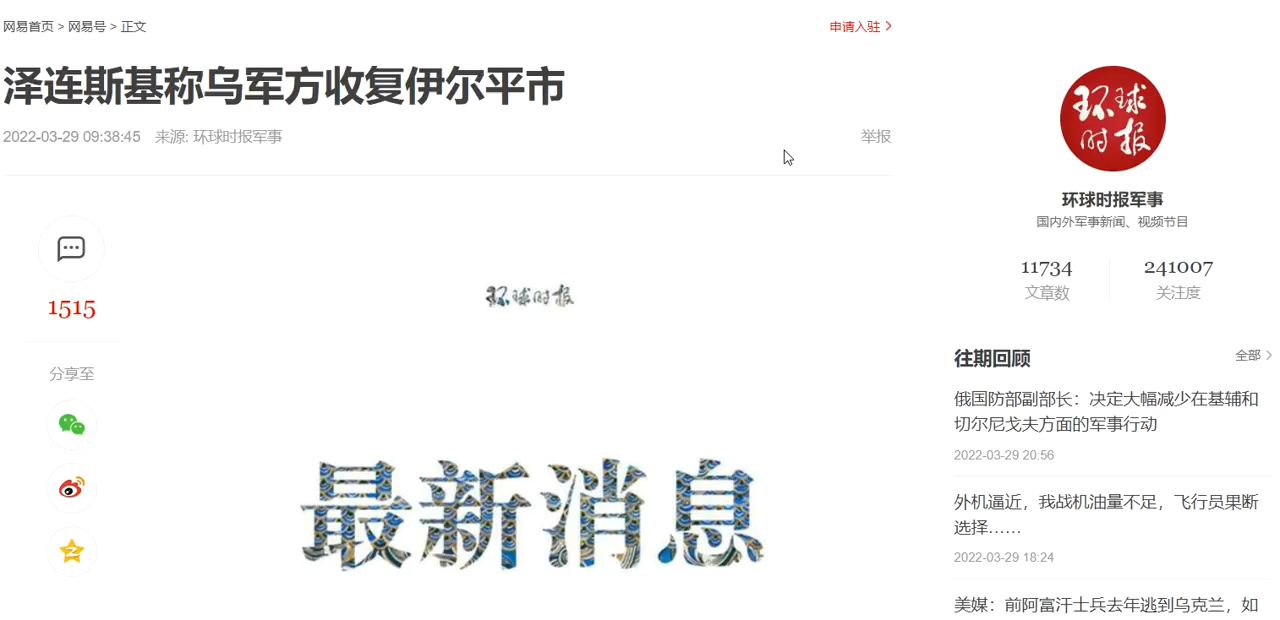 网易首页 > 网易号 > 正文
申请入驻 >
泽连斯基称乌军方收复伊尔平市
2022-03-29 09:38:45 来源: 环球时报军事
举报
1515
分享至
环球时报
最新消息
环球时报
环球时报军事
国内外军事新闻、视频节目
11734
文章数
241007
关注度
往期回顾
全部 >
俄国防部副部长：决定大幅减少在基辅和
切尔尼戈夫方面的军事行动
2022-03-29 20:56
外机逼近，我战机油量不足，飞行员果断
选择……
2022-03-29 18:24
美媒：前阿富汗士兵去年逃到乌克兰，如